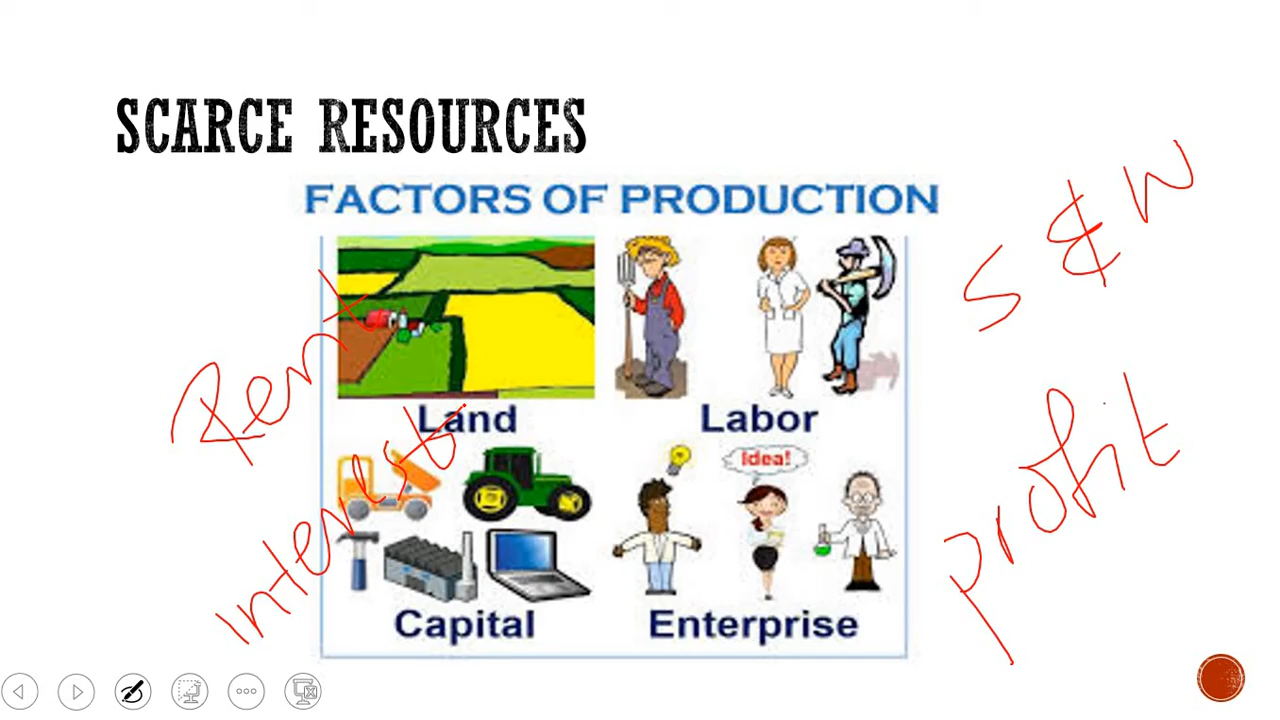 SCARCE RESOURCES
FACTORS OF PRODUCTION
S & W
Rent
Land
Labor
Idea!
Interest
Profit
Capital
Enterprise